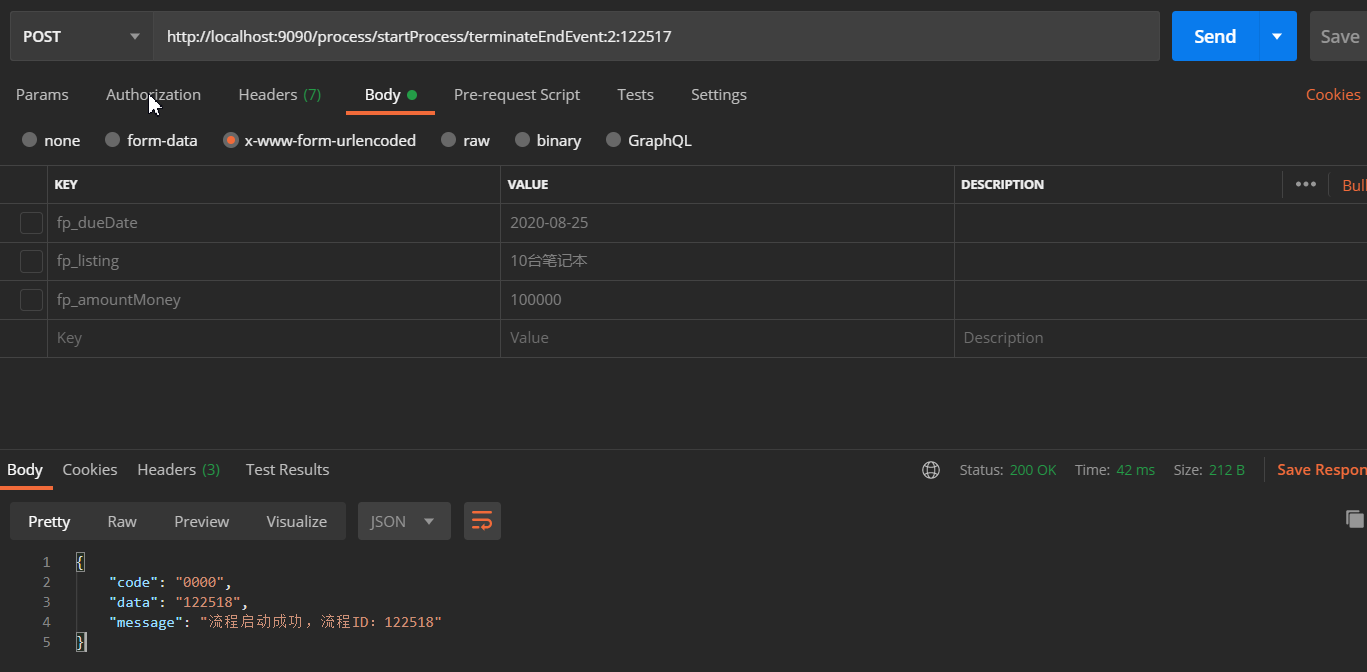 POST http://localhost:9090/process/startProcess/terminateEndEvent:2:122517 Send Save
Params Authorization Headers (7) Body Pre-request Script Tests Settings Cookies
none form-data x-www-form-urlencoded raw binary GraphQL
KEY VALUE DESCRIPTION ••• Bul
fp_dueDate 2020-08-25
fp_listing 10台笔记本
fp_amountMoney 100000
Key Value Description
Body Cookies Headers (3) Test Results Status: 200 OK Time: 42 ms Size: 212 B Save Respon
Pretty Raw Preview Visualize JSON
1 {
2 "code": "0000",
3 "data": "122518",
4 "message": "流程启动成功，流程ID：122518"
5 }